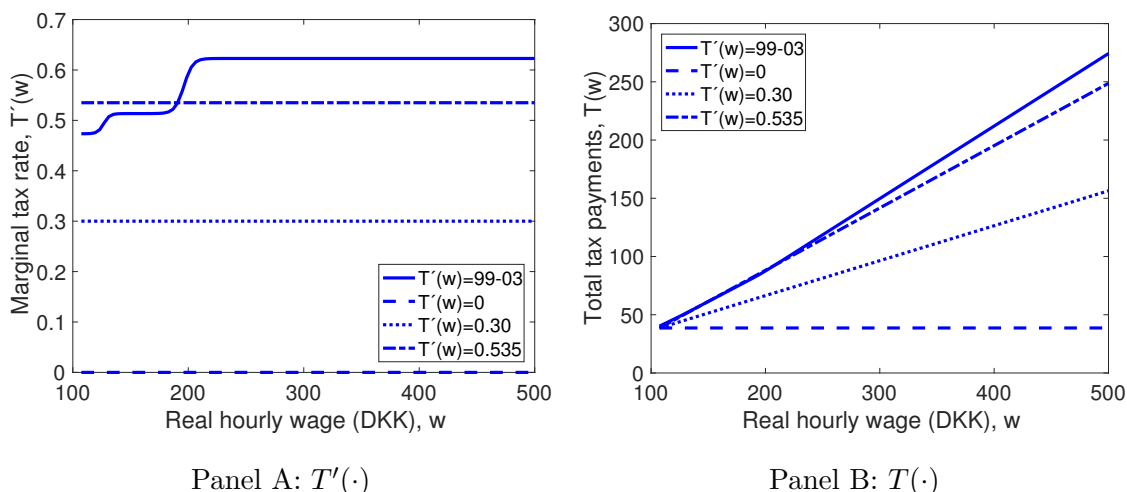 0.7
0.6
0.5
0.4
0.3
0.2
0.1
0
Marginal tax rate, T´(w)
T´(w)=99-03
T´(w)=0
T´(w)=0.30
T´(w)=0.535
100 200 300 400 500
Real hourly wage (DKK), w
Panel A: T′(·)
300
250
200
150
100
50
0
Total tax payments, T(w)
T´(w)=99-03
T´(w)=0
T´(w)=0.30
T´(w)=0.535
100 200 300 400 500
Real hourly wage (DKK), w
Panel B: T(·)